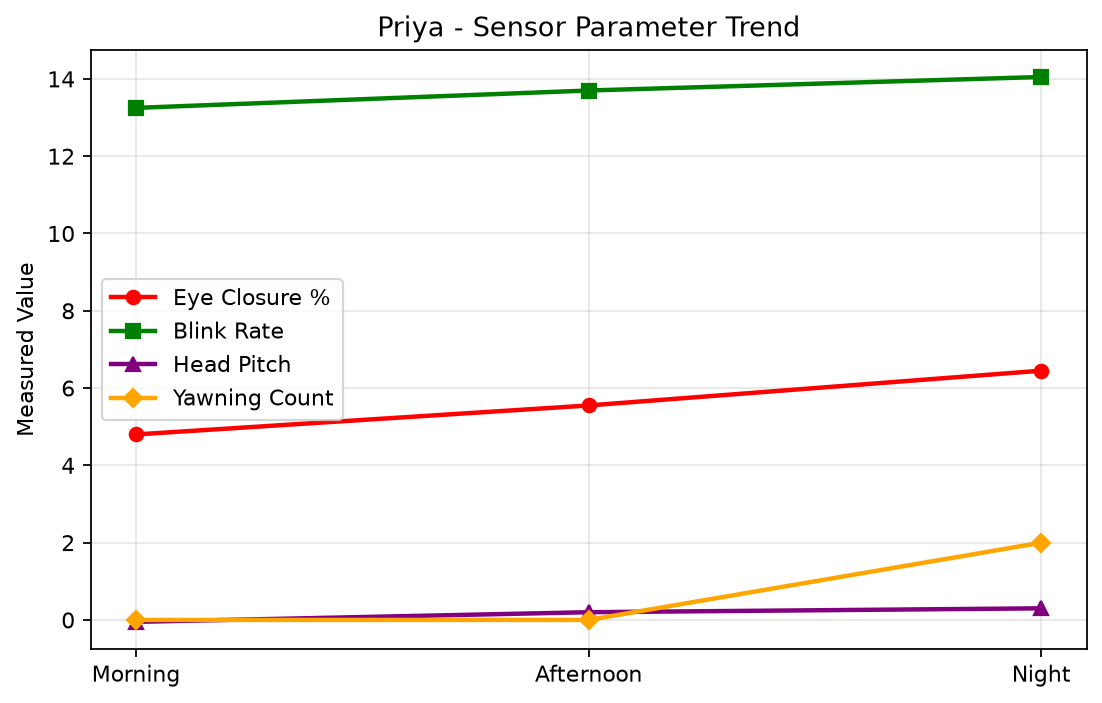 Priya - Sensor Parameter Trend
14
12
10
8
6
4
2
0
Measured Value
Eye Closure %
Blink Rate
Head Pitch
Yawning Count
Morning
Afternoon
Night